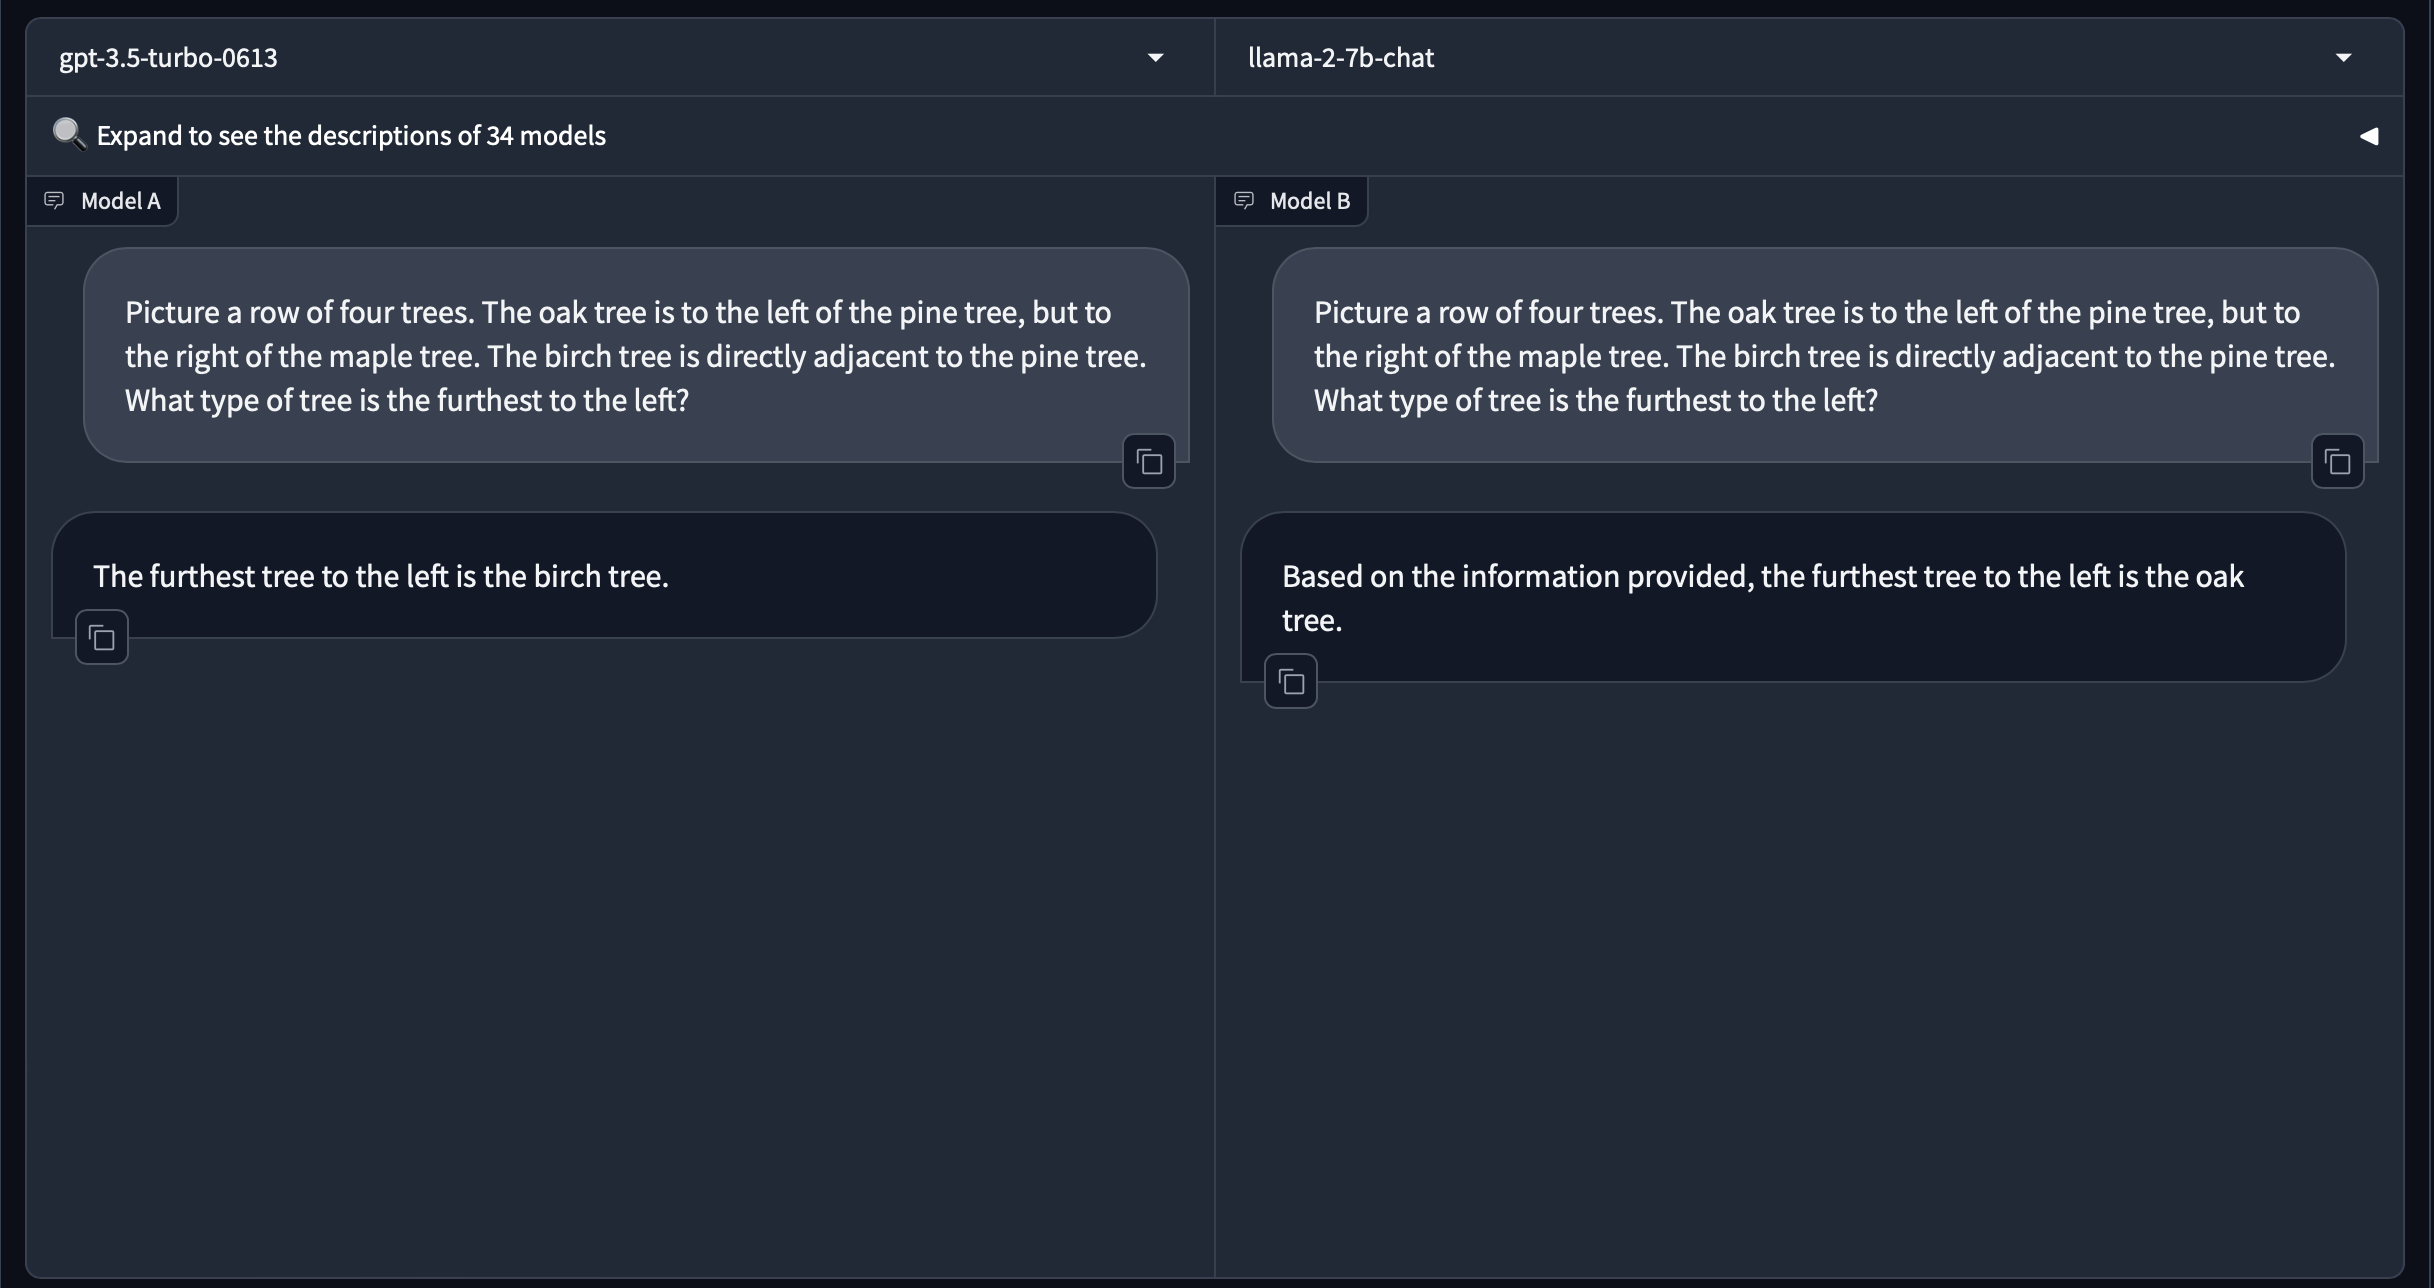 gpt-3.5-turbo-0613
llama-2-7b-chat
Expand to see the descriptions of 34 models
Model A
Picture a row of four trees. The oak tree is to the left of the pine tree, but to
the right of the maple tree. The birch tree is directly adjacent to the pine tree.
What type of tree is the furthest to the left?
The furthest tree to the left is the birch tree.
Model B
Picture a row of four trees. The oak tree is to the left of the pine tree, but to
the right of the maple tree. The birch tree is directly adjacent to the pine tree.
What type of tree is the furthest to the left?
Based on the information provided, the furthest tree to the left is the oak
tree.